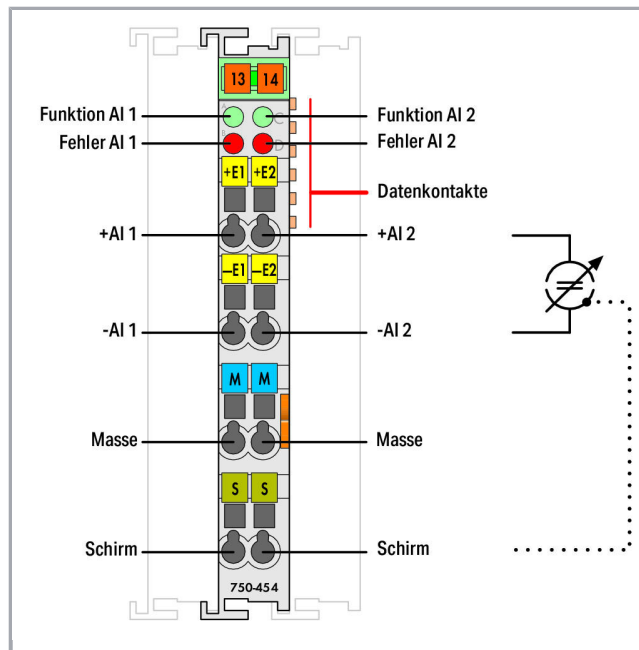 13 14
A
Funktion AI 1
C
Funktion AI 2
B
Fehler AI 1
D
Fehler AI 2
+E1 +E2
Datenkontakte
+AI 1
+AI 2
–E1 –E2
-AI 1
-AI 2
M M
Masse
Masse
S S
Schirm
Schirm
750-454